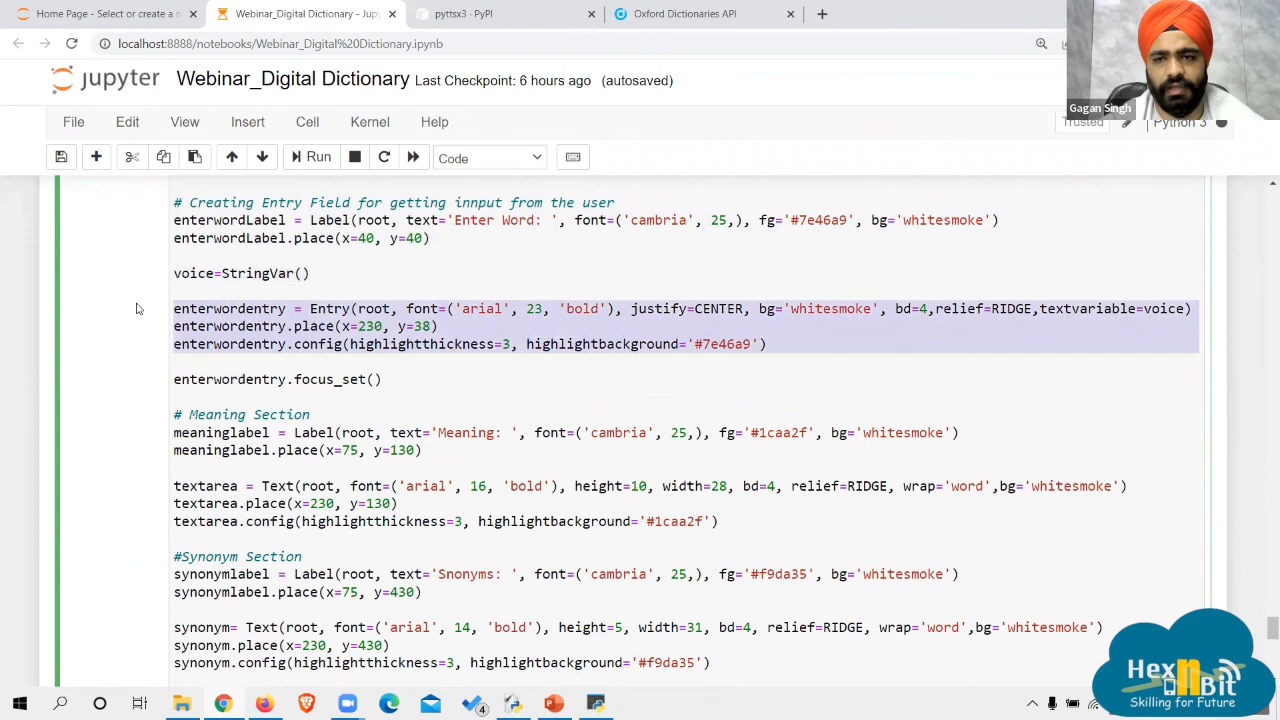 Home Page - Select or create a n
Webinar_Digital Dictionary - Jup
pyttsx3 · PyPI
Oxford Dictionaries API
localhost:8888/notebooks/Webinar_Digital%20Dictionary.ipynb
jupyter Webinar_Digital Dictionary Last Checkpoint: 6 hours ago (autosaved)
Gagan Singh
File Edit View Insert Cell Kernel Help Trusted Python 3
Run Code
# Creating Entry Field for getting innput from the user
enterwordLabel = Label(root, text='Enter Word: ', font=('cambria', 25,), fg='#7e46a9', bg='whitesmoke')
enterwordLabel.place(x=40, y=40)
voice=StringVar()
enterwordentry = Entry(root, font=('arial', 23, 'bold'), justify=CENTER, bg='whitesmoke', bd=4,relief=RIDGE,textvariable=voice)
enterwordentry.place(x=230, y=38)
enterwordentry.config(highlightthickness=3, highlightbackground='#7e46a9')
enterwordentry.focus_set()
# Meaning Section
meaninglabel = Label(root, text='Meaning: ', font=('cambria', 25,), fg='#1caa2f', bg='whitesmoke')
meaninglabel.place(x=75, y=130)
textarea = Text(root, font=('arial', 16, 'bold'), height=10, width=28, bd=4, relief=RIDGE, wrap='word',bg='whitesmoke')
textarea.place(x=230, y=130)
textarea.config(highlightthickness=3, highlightbackground='#1caa2f')
#Synonym Section
synonymlabel = Label(root, text='Snonyms: ', font=('cambria', 25,), fg='#f9da35', bg='whitesmoke')
synonymlabel.place(x=75, y=430)
synonym= Text(root, font=('arial', 14, 'bold'), height=5, width=31, bd=4, relief=RIDGE, wrap='word',bg='whitesmoke')
synonym.place(x=230, y=430)
synonym.config(highlightthickness=3, highlightbackground='#f9da35')
HexnBit
Skilling for Future
4